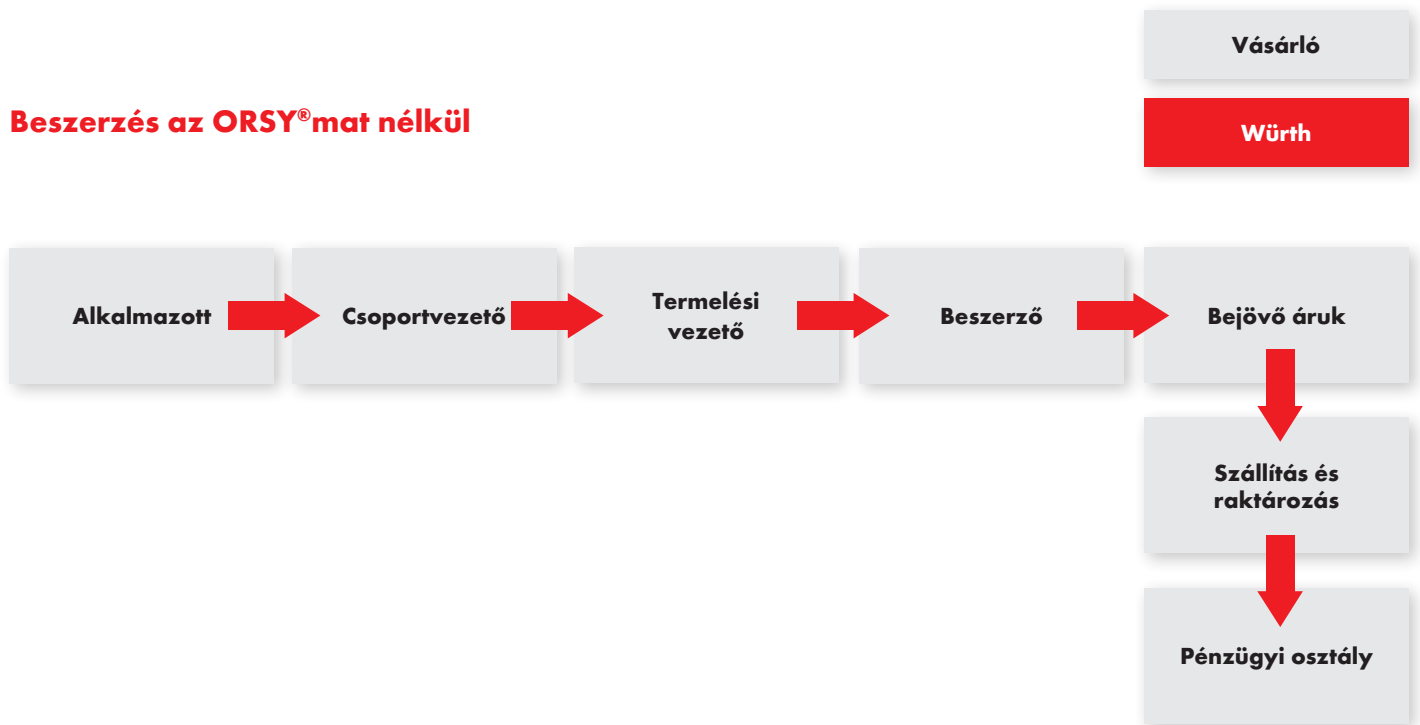 Vásárló
Beszerzés az ORSY®mat nélkül
Würth
Alkalmazott
Csoportvezető
Termelési
vezető
Beszerző
Bejövő áruk
Szállítás és
raktározás
Pénzügyi osztály